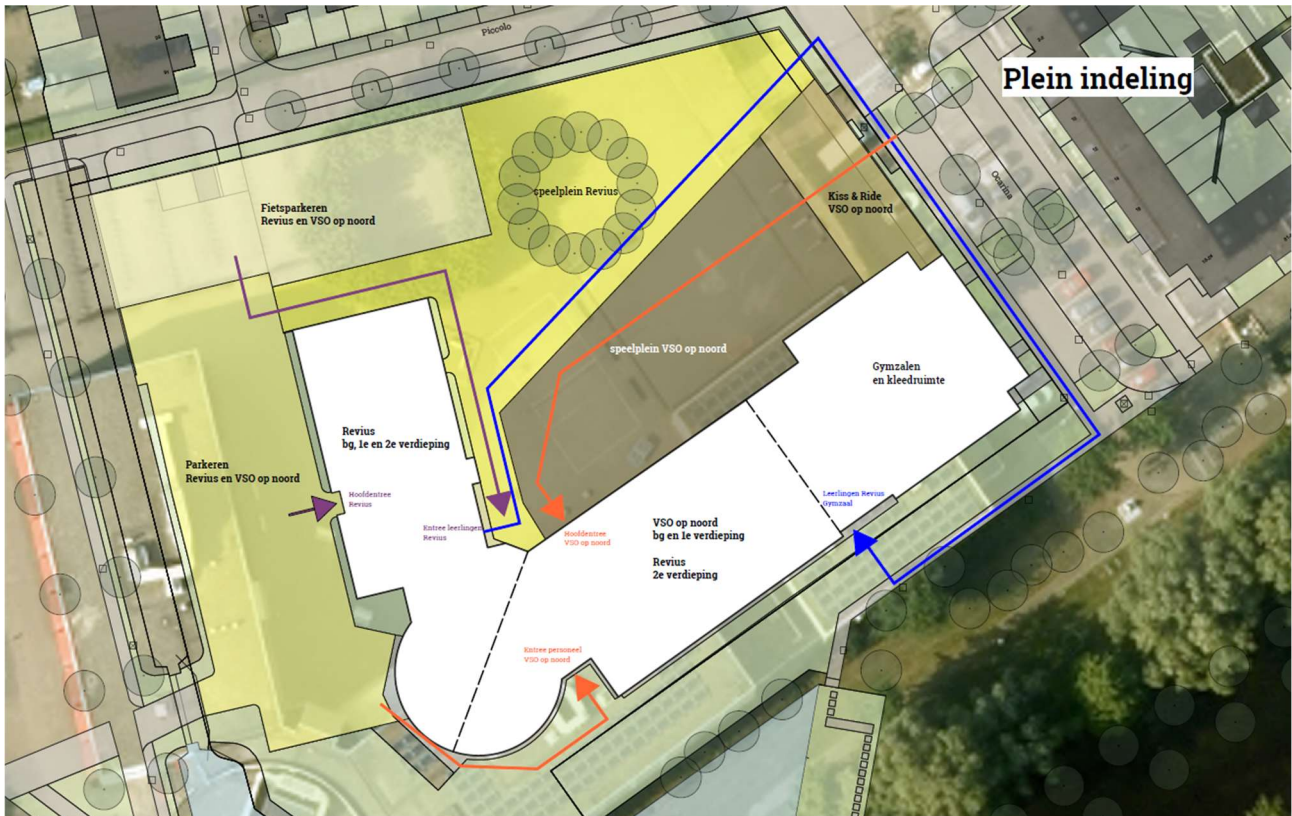 Plein indeling
Piccolo
Ocarina
Fietsparkeren
Revius en VSO op noord
speelplein Revius
Kiss & Ride
VSO op noord
speelplein VSO op noord
Gymzalen
en kleedruimte
Revius
bg, 1e en 2e verdieping
Parkeren
Revius en VSO op noord
Hoofdentree
Revius
Entree leerlingen
Revius
Hoofdentree
VSO op noord
Leerlingen Revius
Gymzaal
VSO op noord
bg en 1e verdieping
Revius
2e verdieping
Entree personeel
VSO op noord